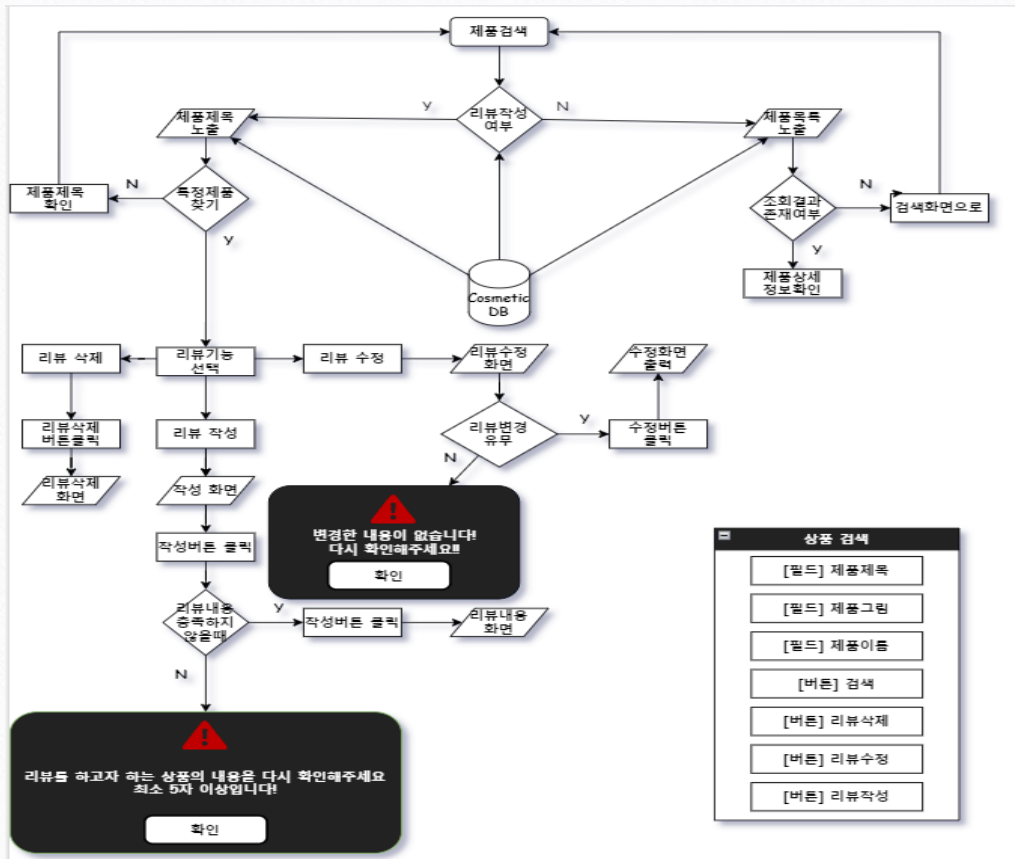 제품검색
리뷰작성
여부
Y
N
제품제목
노출
제품목록
노출
특정제품
찾기
N
Y
제품제목
확인
조회결과
존재여부
N
Y
검색화면으로
제품상세
정보확인
Cosmetic
DB
리뷰 삭제
리뷰기능
선택
리뷰 수정
리뷰수정
화면
수정화면
출력
리뷰삭제
버튼클릭
리뷰 작성
리뷰변경
유무
Y
N
수정버튼
클릭
리뷰삭제
화면
작성 화면
변경한 내용이 없습니다!
다시 확인해주세요!!
확인
작성버튼 클릭
리뷰내용
충족하지
않을때
Y
N
작성버튼 클릭
리뷰내용
화면
리뷰를 하고자 하는 상품의 내용을 다시 확인해주세요
최소 5자 이상입니다!
확인
상품 검색
[필드] 제품제목
[필드] 제품그림
[필드] 제품이름
[버튼] 검색
[버튼] 리뷰삭제
[버튼] 리뷰수정
[버튼] 리뷰작성